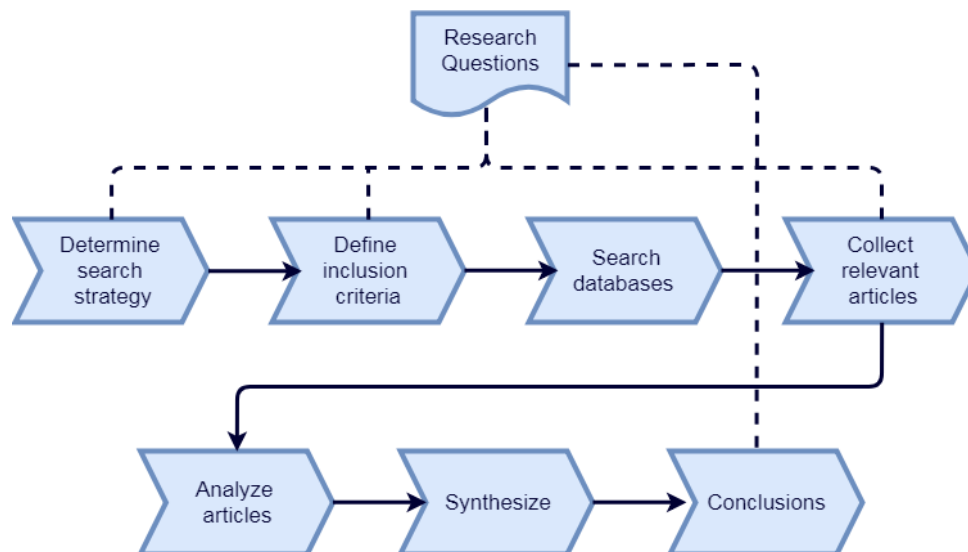 Research
Questions
Determine
search
strategy
Define
inclusion
criteria
Search
databases
Collect
relevant
articles
Analyze
articles
Synthesize
Conclusions